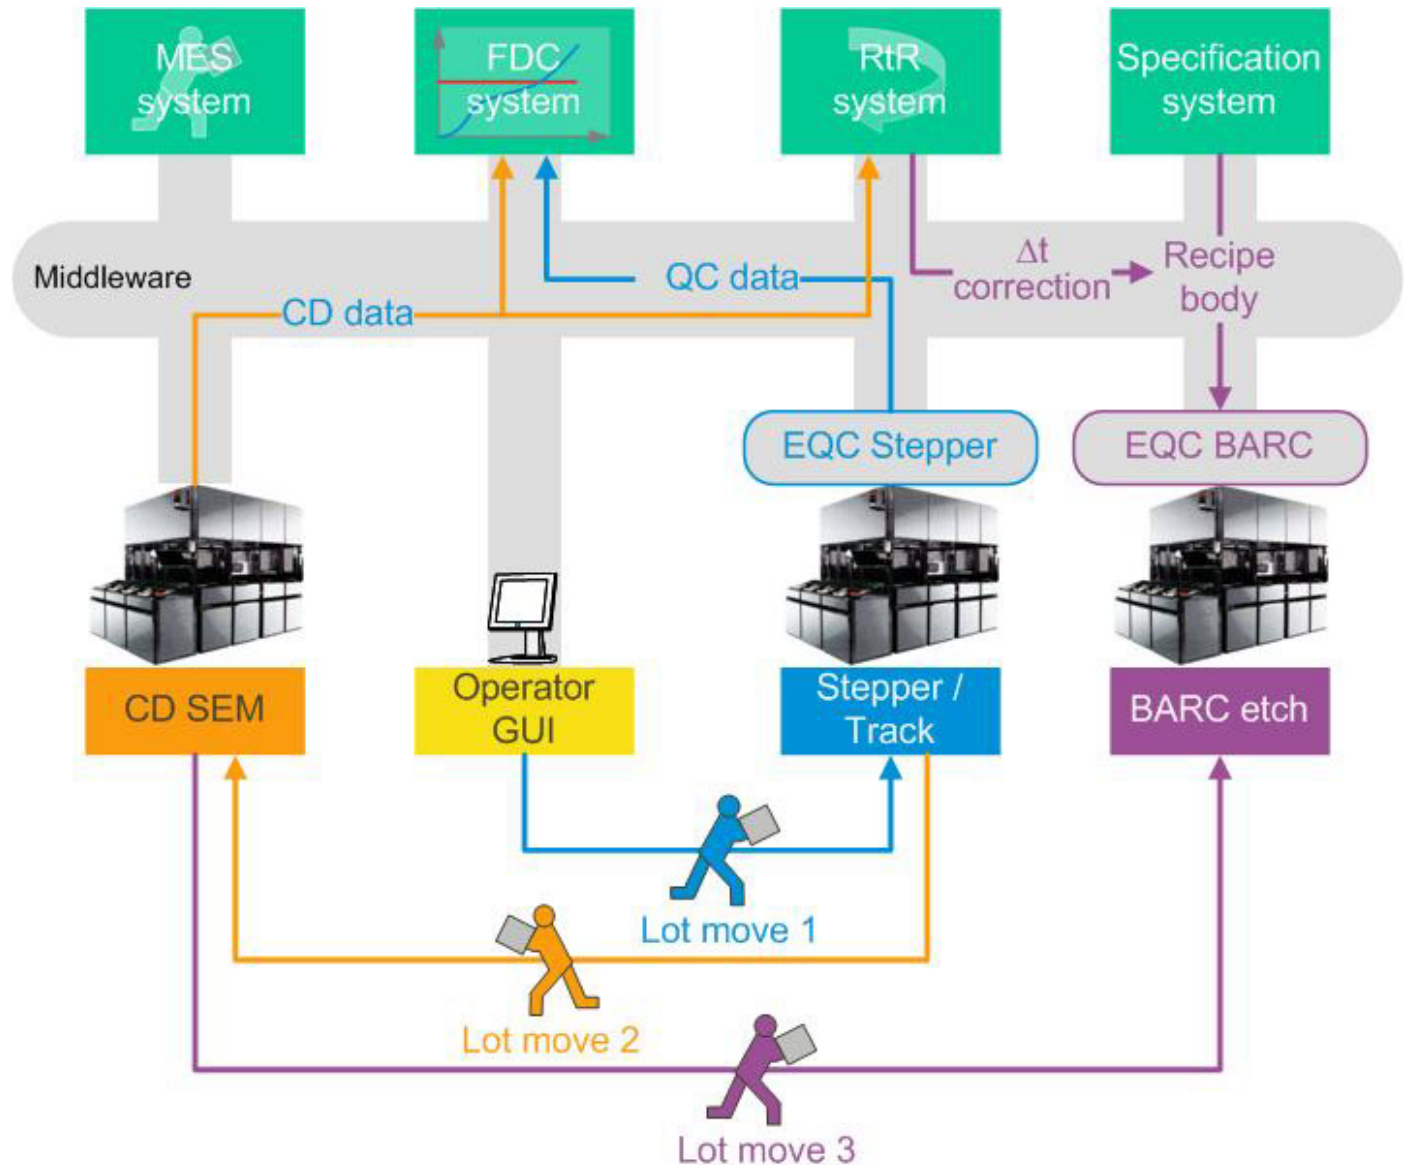 MES
system
FDC
system
RtR
system
Specification
system
Middleware
CD data
QC data
Δt
correction
Recipe
body
EQC Stepper
EQC BARC
CD SEM
Operator
GUI
Stepper /
Track
BARC etch
Lot move 1
Lot move 2
Lot move 3